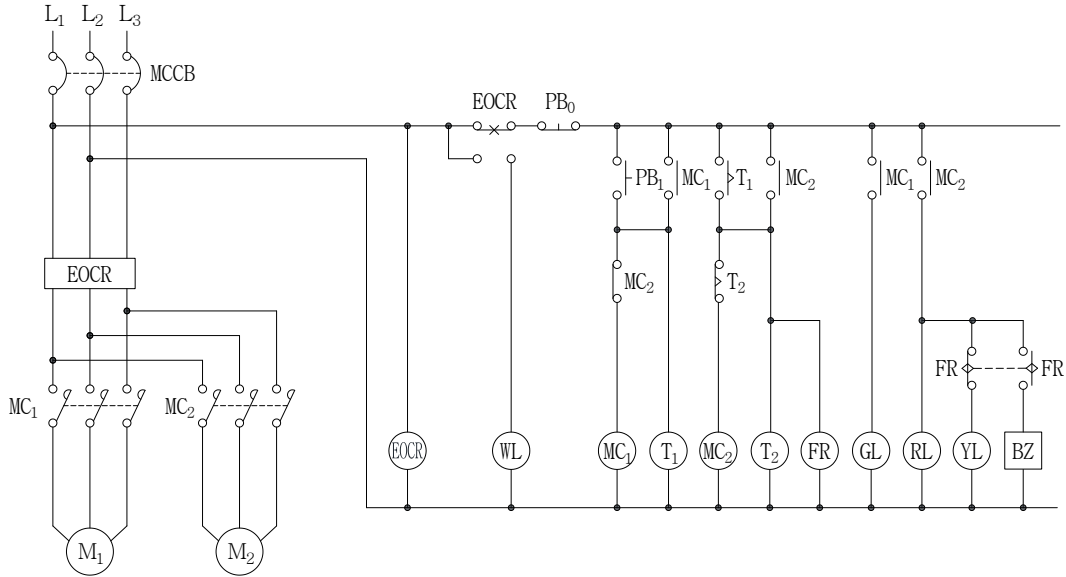 L₁ L₂ L₃
MCCB
EOCR PB₀
PB₁ MC₁ T₁ MC₂ MC₁ MC₂
EOCR
MC₂ T₂
FR FR
MC₁ MC₂
EOCR WL MC₁ T₁ MC₂ T₂ FR GL RL YL BZ
M₁ M₂